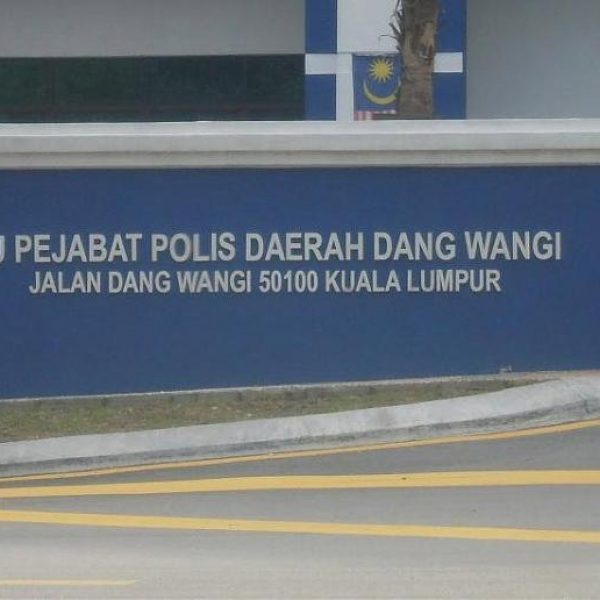 PEJABAT POLIS DAERAH DANG WANGI
JALAN DANG WANGI 50100 KUALA LUMPUR